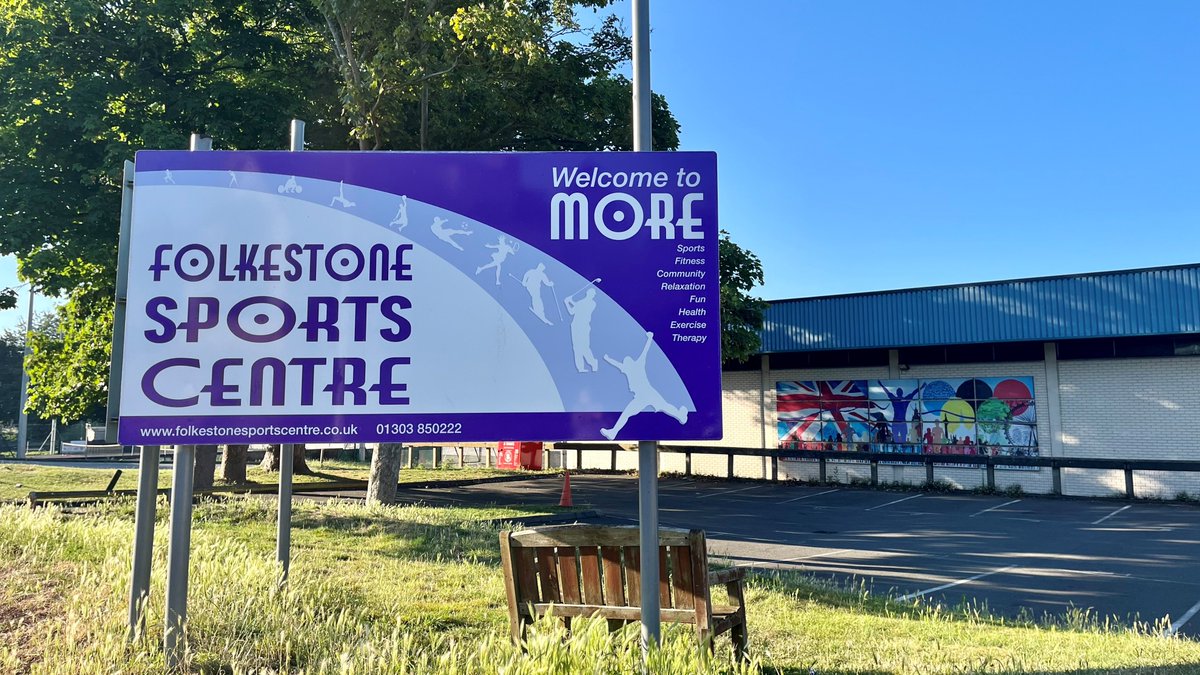 Welcome to
MORE
Sports
Fitness
Community
Relaxation
Fun
Health
Exercise
Therapy
FOLKESTONE
SPORTS
CENTRE
www.folkestonesportscentre.co.uk 01303 850222